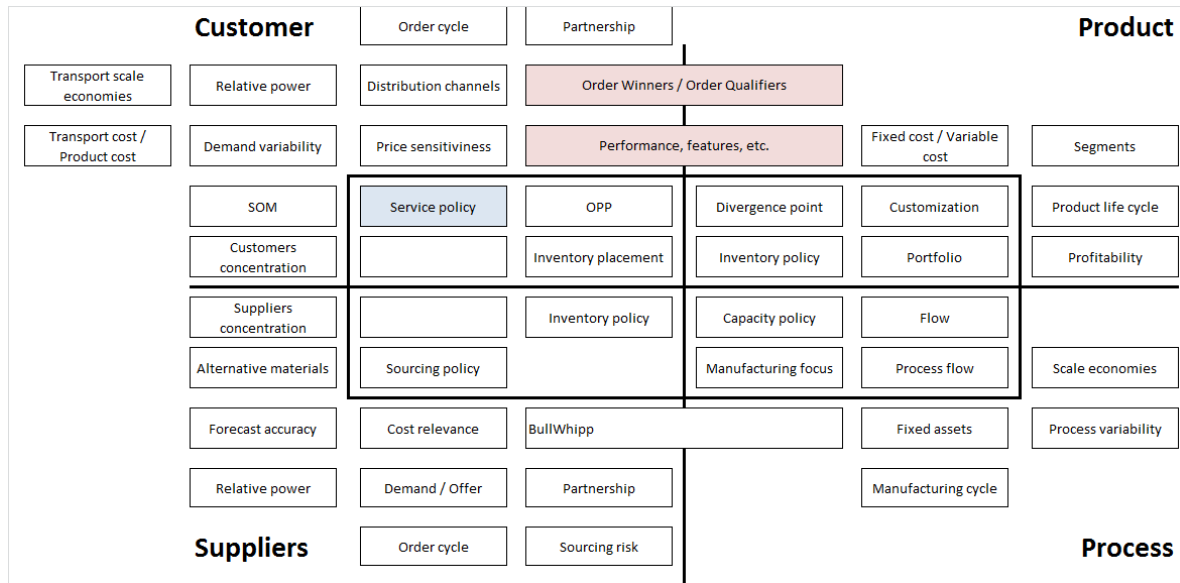 Customer
Order cycle
Partnership
Product
Transport scale
economies
Relative power
Distribution channels
Order Winners / Order Qualifiers
Transport cost /
Product cost
Demand variability
Price sensitiviness
Performance, features, etc.
Fixed cost / Variable
cost
Segments
SOM
Service policy
OPP
Divergence point
Customization
Product life cycle
Customers
concentration
Inventory placement
Inventory policy
Portfolio
Profitability
Suppliers
concentration
Inventory policy
Capacity policy
Flow
Alternative materials
Sourcing policy
Manufacturing focus
Process flow
Scale economies
Forecast accuracy
Cost relevance
BullWhipp
Fixed assets
Process variability
Relative power
Demand / Offer
Partnership
Manufacturing cycle
Suppliers
Order cycle
Sourcing risk
Process